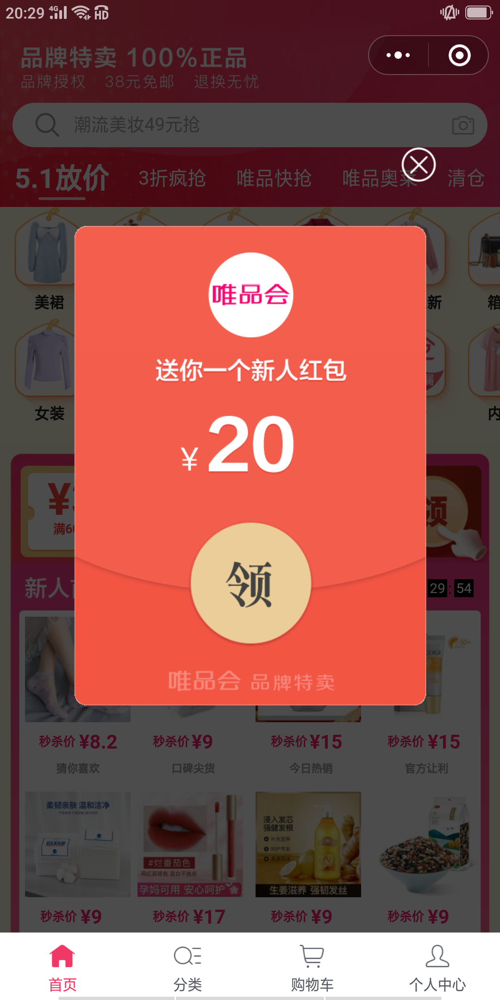 20:29 4G HD
品牌特卖 100%正品
品牌授权 38元免邮 退换无忧
潮流美妆49元抢
5.1放价 3折疯抢 唯品快抢 唯品奥莱 清仓
美裙 新 箱
女装 内
唯品会
送你一个新人红包
¥20
¥
满60
领
新人
29:54
领
50+
唯品会 品牌特卖
秒杀价 ¥8.2 秒杀价 ¥9 秒杀价 ¥15 秒杀价 ¥15
猜你喜欢 口碑尖货 今日热销 官方让利
柔韧亲肤 温和洁净
CLEAN
#烂番茄色
网红百搭色 显白不挑皮
孕妈可用 安心呵护
浸入发芯
强健发根
补充营养
呵护秀发
生姜滋养 强韧发丝
秒杀价 ¥9 秒杀价 ¥17 秒杀价 ¥9 秒杀价 ¥9
首页 分类 购物车 个人中心